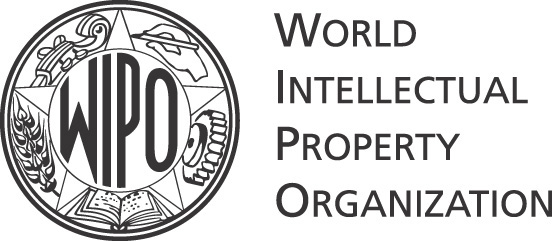 WIPO
WORLD
INTELLECTUAL
PROPERTY
ORGANIZATION